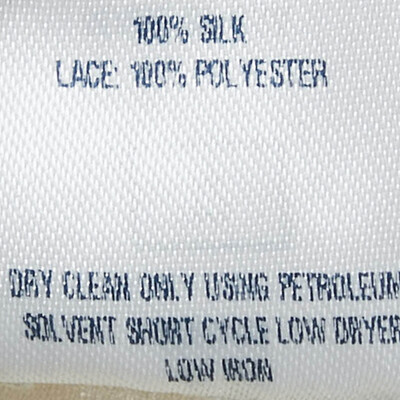 100% SILK
LACE: 100% POLYESTER
DRY CLEAN ONLY USING PETROLEUM
SOLVENT SHORT CYCLE LOW DRYER
LOW IRON